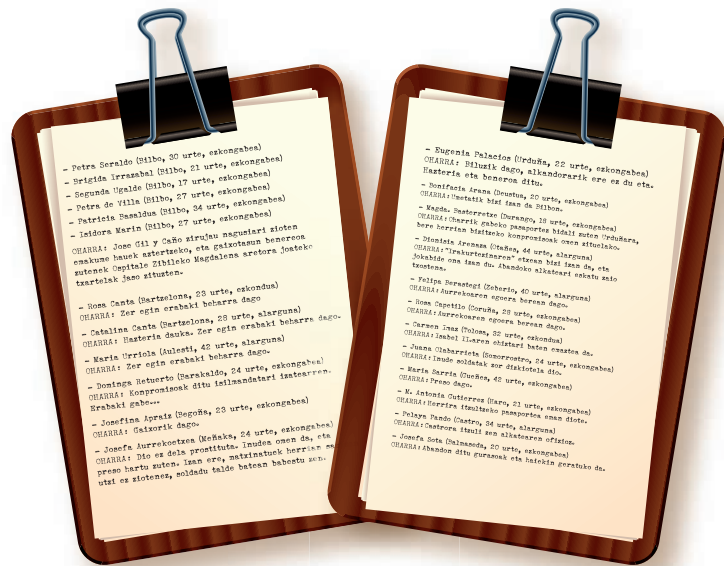 - Petra Seraldo (Bilbo, 30 urte, ezkongabea)
- Brigida Irrazabal (Bilbo, 21 urte, ezkongabea)
- Segunda Ugalde (Bilbo, 17 urte, ezkongabea)
- Petra de Villa (Bilbo, 27 urte, ezkongabea)
- Patricia Basaldua (Bilbo, 34 urte, ezkongabea)
- Isidora Marin (Bilbo, 27 urte, ezkongabea)
OHARRA: Jose Gil y Caño zirujau nagusiari zioten
emakume hauek aztertzeko, eta gaixotasun benereoa
zutenek Ospitale Zibileko Magdalena aretora joateko
txartelak jaso zituzten.
- Rosa Canta (Bartzelona, 23 urte, ezkondua)
OHARRA: Zer egin erabaki beharra dago
- Catalina Canta (Bartzelona, 28 urte, alarguna)
OHARRA: Hazteria dauka. Zer egin erabaki beharra dago.
- Maria Urriola (Aulesti, 42 urte, alarguna)
OHARRA: Zer egin erabaki beharra dago.
- Dominga Retuerto (Barakaldo, 24 urte, ezkongabea)
OHARRA: Konpromisoak ditu isilmandatari izatearren.
Erabaki gabe...
- Josefina Apraiz (Begoña, 23 urte, ezkongabea)
OHARRA: Gaixorik dago.
- Josefa Aurrekoetxea (Meñaka, 24 urte, ezkongabea)
OHARRA: Dio ez dela prostituta. Inudea omen da, eta
preso hartu zuten. Izan ere, matxinatuek herrian
utzi ez ziotenez, soldadu talde batean babestu zen.
- Eugenia Palacios (Urduña, 22 urte, ezkongabea)
OHARRA: Biluzik dago, alkandorarik ere ez du eta.
Hazteria eta beneroa ditu.
- Bonifacia Arana (Deustua, 20 urte, ezkongabea)
OHARRA: Umetatik bizi izan da Bilbon.
- Magda. Basterretxe (Durango, 18 urte, ezkongabea)
OHARRA: Oharrik gabeko pasaportez bidali zuten Urduñara,
bere herrian bizitzeko konpromisoak omen zituelako.
- Dionisia Arenaza (Otañes, 44 urte, alarguna)
OHARRA: "Irakurtezinaren" etxean bizi izan da, eta
jokabide ona izan du. Abandoko alkateari eskatu zaio
txostena.
- Felipa Berastegi (Zeberio, 40 urte, alarguna)
OHARRA: Aurrekoaren egoera berean dago.
- Rosa Capetilo (Coruña, 28 urte, ezkongabea)
OHARRA: Aurrekoaren egoera berean dago.
- Carmen Imaz (Tolosa, 32 urte, ezkondua)
OHARRA: Isabel II.aren ehiztari baten emaztea da.
- Juana Olabarrieta (Somorrostro, 24 urte, ezkongabea)
OHARRA: Inude soldatak zor dizkiotela dio.
- Maria Sarria (Gueñes, 42 urte, ezkongabea)
OHARRA: Preso dago.
- M. Antonia Gutierrez (Haro, 21 urte, ezkongabea)
OHARRA: Herrira itzultzeko pasaportea eman diote.
- Pelaya Pando (Castro, 34 urte, alarguna)
OHARRA: Castrora itzuli zen alkatearen ofizioz.
- Josefa Sota (Balmaseda, 20 urte, ezkongabea)
OHARRA: Abandon ditu gurasoak eta haiekin geratuko da.